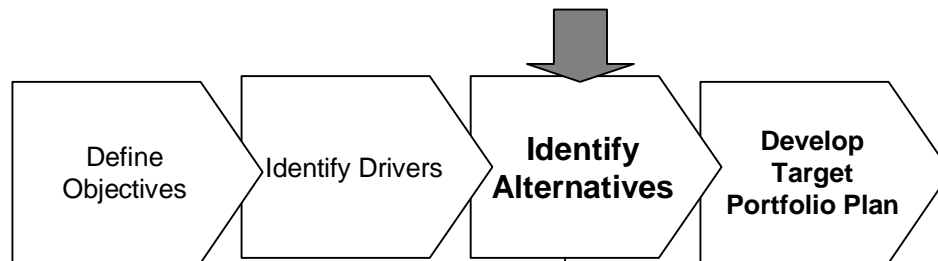 Define
Objectives
Identify Drivers
Identify
Alternatives
Develop
Target
Portfolio Plan